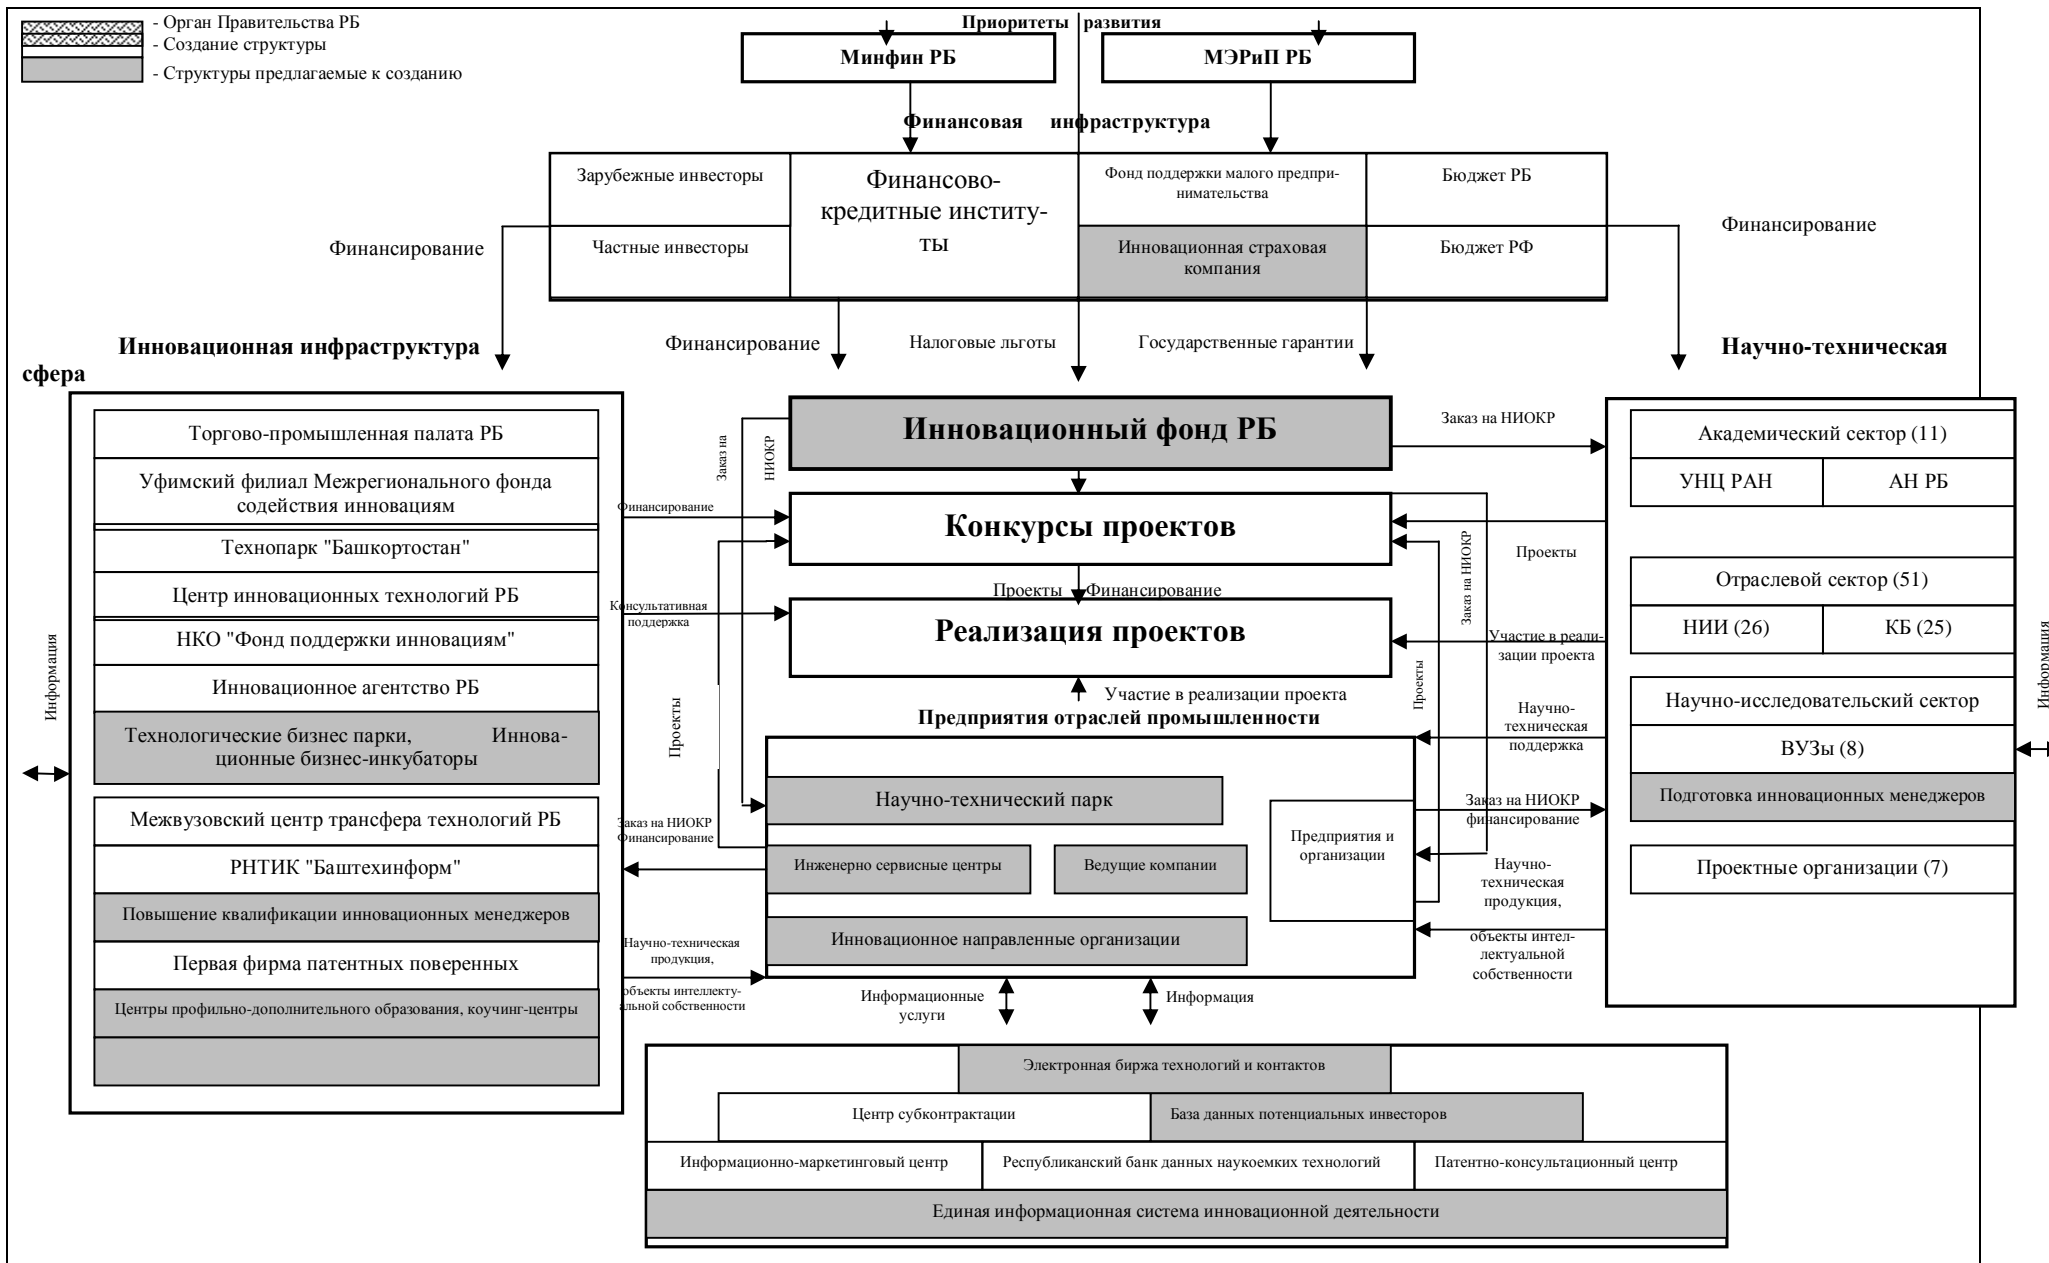 - Орган Правительства РБ
- Создание структуры
- Структуры предлагаемые к созданию
Приоритеты развития
Минфин РБ
МЭРиП РБ
Финансовая инфраструктура
Зарубежные инвесторы
Частные инвесторы
Финансово-
кредитные институ-
ты
Фонд поддержки малого предпри-
нимательства
Инновационная страховая
компания
Бюджет РБ
Бюджет РФ
Финансирование
Финансирование
Инновационная инфраструктура
Финансирование
Налоговые льготы
Государственные гарантии
Научно-техническая
сфера
Торгово-промышленная палата РБ
Уфимский филиал Межрегионального фонда
содействия инновациям
Технопарк "Башкортостан"
Центр инновационных технологий РБ
НКО "Фонд поддержки инновациям"
Инновационное агентство РБ
Технологические бизнес парки, Иннова-
ционные бизнес-инкубаторы
Межвузовский центр трансфера технологий РБ
РНТИК "Баштехинформ"
Повышение квалификации инновационных менеджеров
Первая фирма патентных поверенных
Центры профильно-дополнительного образования, коучинг-центры
Информация
Заказ на
НИОКР
Финансирование
Консультативная
поддержка
Проекты
Заказ на НИОКР
Финансирование
Научно-техническая
продукция,
объекты интеллекту-
альной собственности
Инновационный фонд РБ
Конкурсы проектов
Проекты Финансирование
Реализация проектов
Участие в реализации проекта
Предприятия отраслей промышленности
Научно-технический парк
Инженерно сервисные центры
Ведущие компании
Инновационное направленные организации
Предприятия и
организации
Информационные
услуги
Информация
Заказ на НИОКР
Заказ на НИОКР
Проекты
Проекты
Участие в реали-
зации проекта
Научно-
техническая
поддержка
Заказ на НИОКР
финансирование
Научно-
техническая
продукция,
объекты интел-
лектуальной
собственности
Академический сектор (11)
УНЦ РАН
АН РБ
Отраслевой сектор (51)
НИИ (26)
КБ (25)
Научно-исследовательский сектор
ВУЗы (8)
Подготовка инновационных менеджеров
Проектные организации (7)
Информация
Электронная биржа технологий и контактов
Центр субконтрактации
База данных потенциальных инвесторов
Информационно-маркетинговый центр
Республиканский банк данных наукоемких технологий
Патентно-консультационный центр
Единая информационная система инновационной деятельности